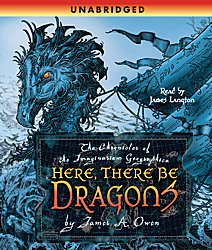 UNABRIDGED
Read by
James Langton
The Chronicles of
the Imaginarium Geographica
HERE, THERE BE
DRAGONS
by James A. Owen